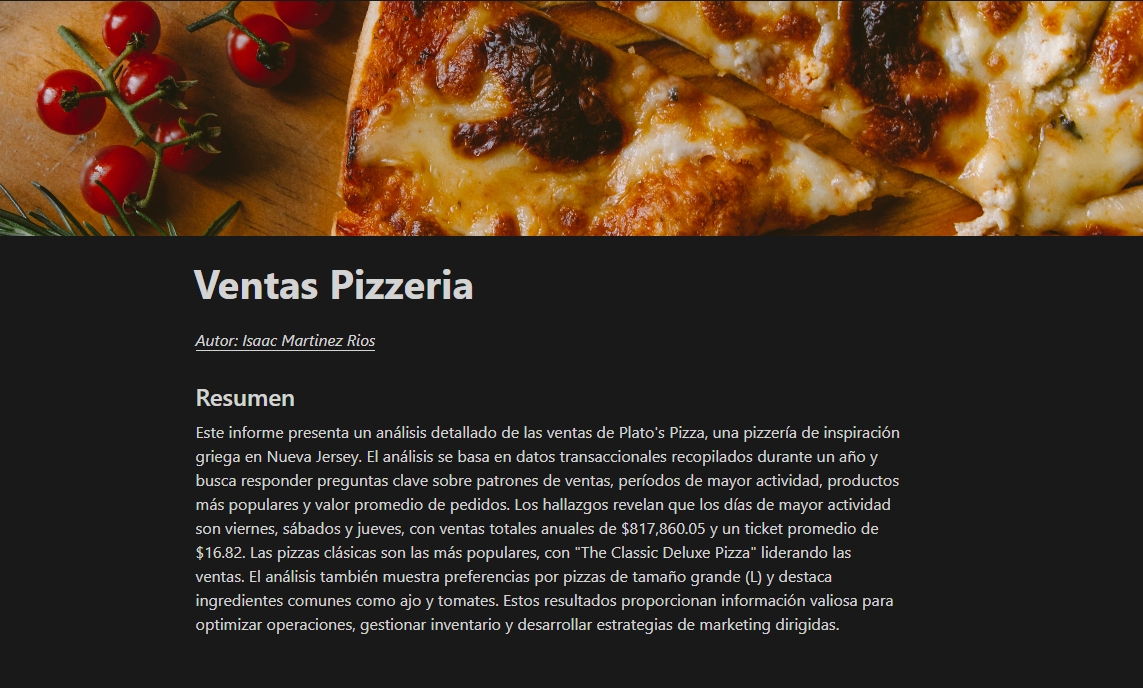 Ventas Pizzeria
Autor: Isaac Martinez Rios
Resumen
Este informe presenta un análisis detallado de las ventas de Plato's Pizza, una pizzería de inspiración
griega en Nueva Jersey. El análisis se basa en datos transaccionales recopilados durante un año y
busca responder preguntas clave sobre patrones de ventas, períodos de mayor actividad, productos
más populares y valor promedio de pedidos. Los hallazgos revelan que los días de mayor actividad
son viernes, sábados y jueves, con ventas totales anuales de $817,860.05 y un ticket promedio de
$16.82. Las pizzas clásicas son las más populares, con "The Classic Deluxe Pizza" liderando las
ventas. El análisis también muestra preferencias por pizzas de tamaño grande (L) y destaca
ingredientes comunes como ajo y tomates. Estos resultados proporcionan información valiosa para
optimizar operaciones, gestionar inventario y desarrollar estrategias de marketing dirigidas.